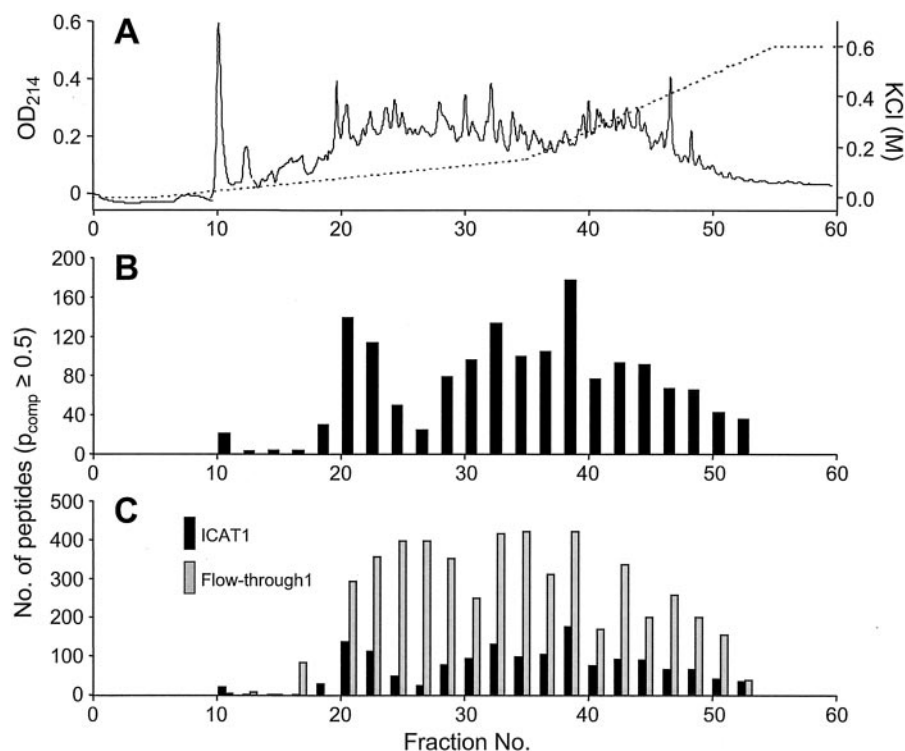 A
0.6
0.4
0.2
0
OD214
0.6
0.4
0.2
0.0
KCl (M)
0 10 20 30 40 50 60
B
200
160
120
80
40
0
No. of peptides (pcomp ≥ 0.5)
0 10 20 30 40 50 60
C
500
400
300
200
100
0
ICAT1
Flow-through1
0 10 20 30 40 50 60
Fraction No.